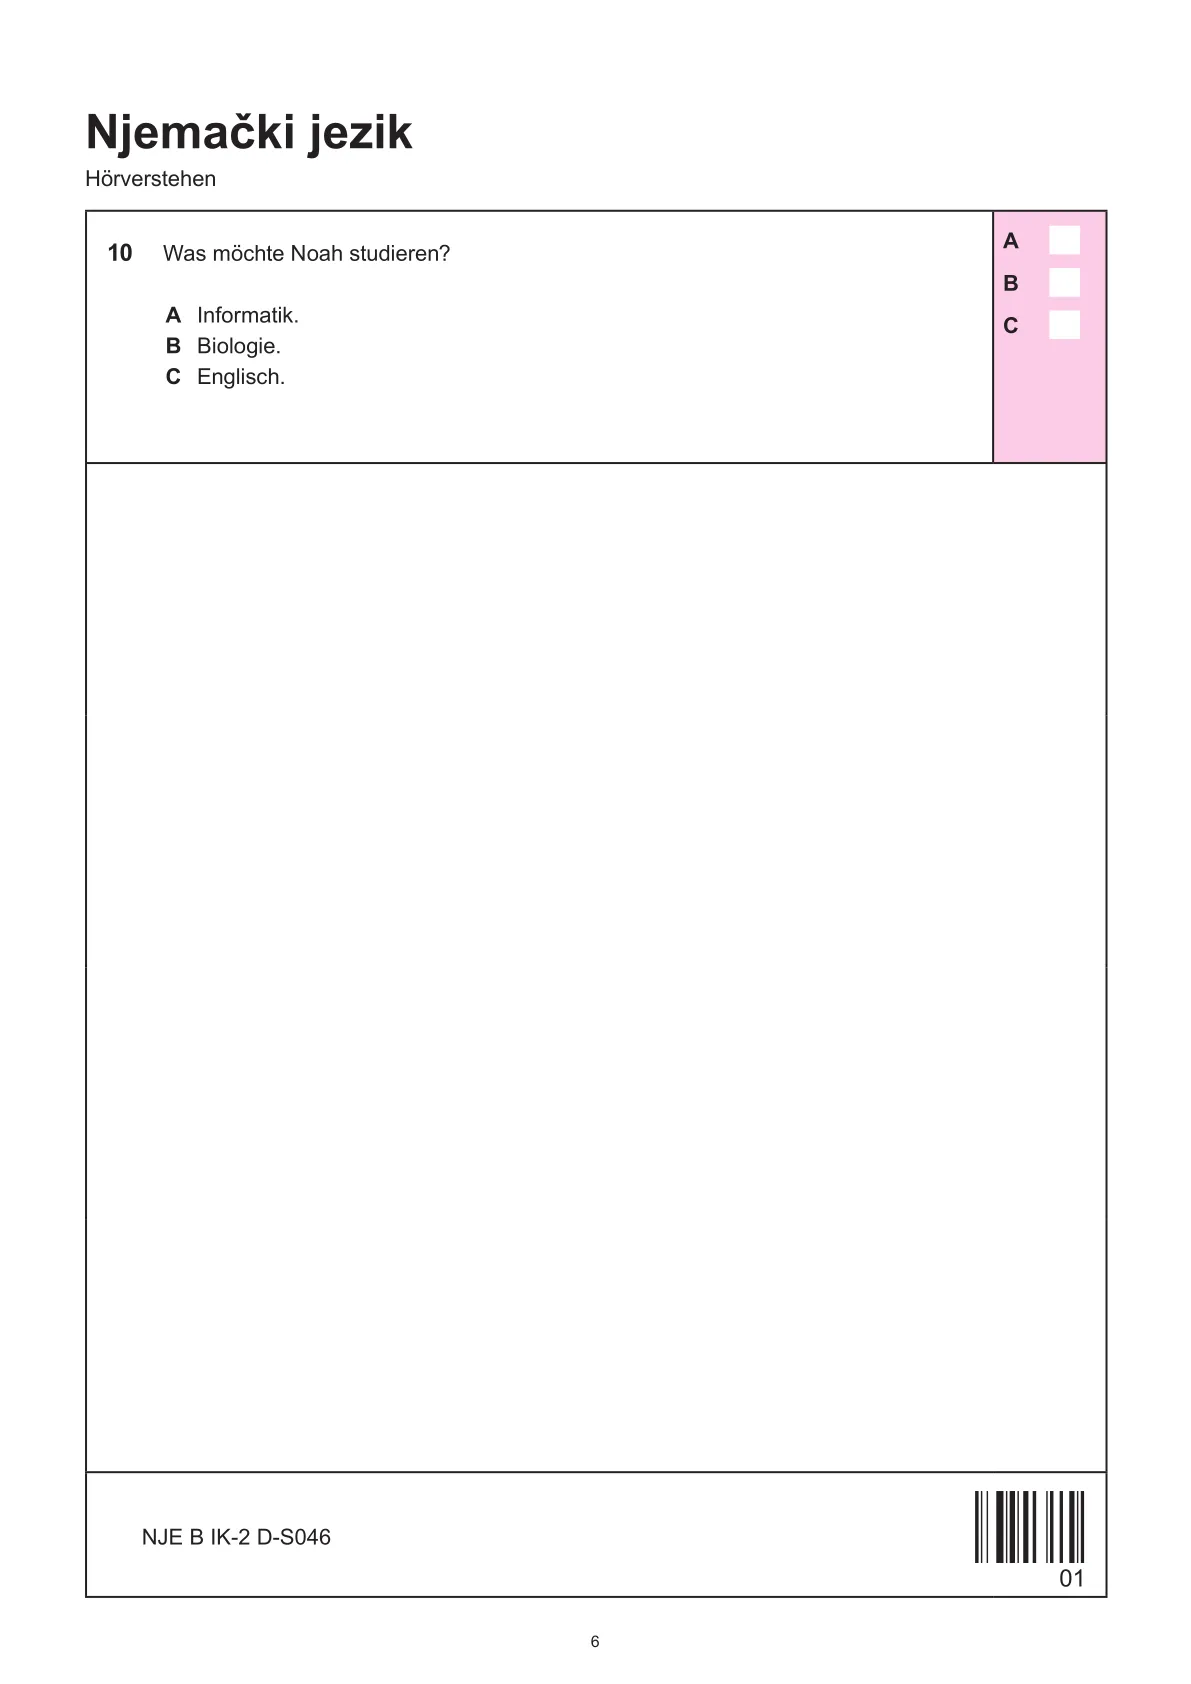 Njemački jezik
Hörverstehen
10 Was möchte Noah studieren?
A Informatik.
B Biologie.
C Englisch.
A
B
C
NJE B IK-2 D-S046
01
6